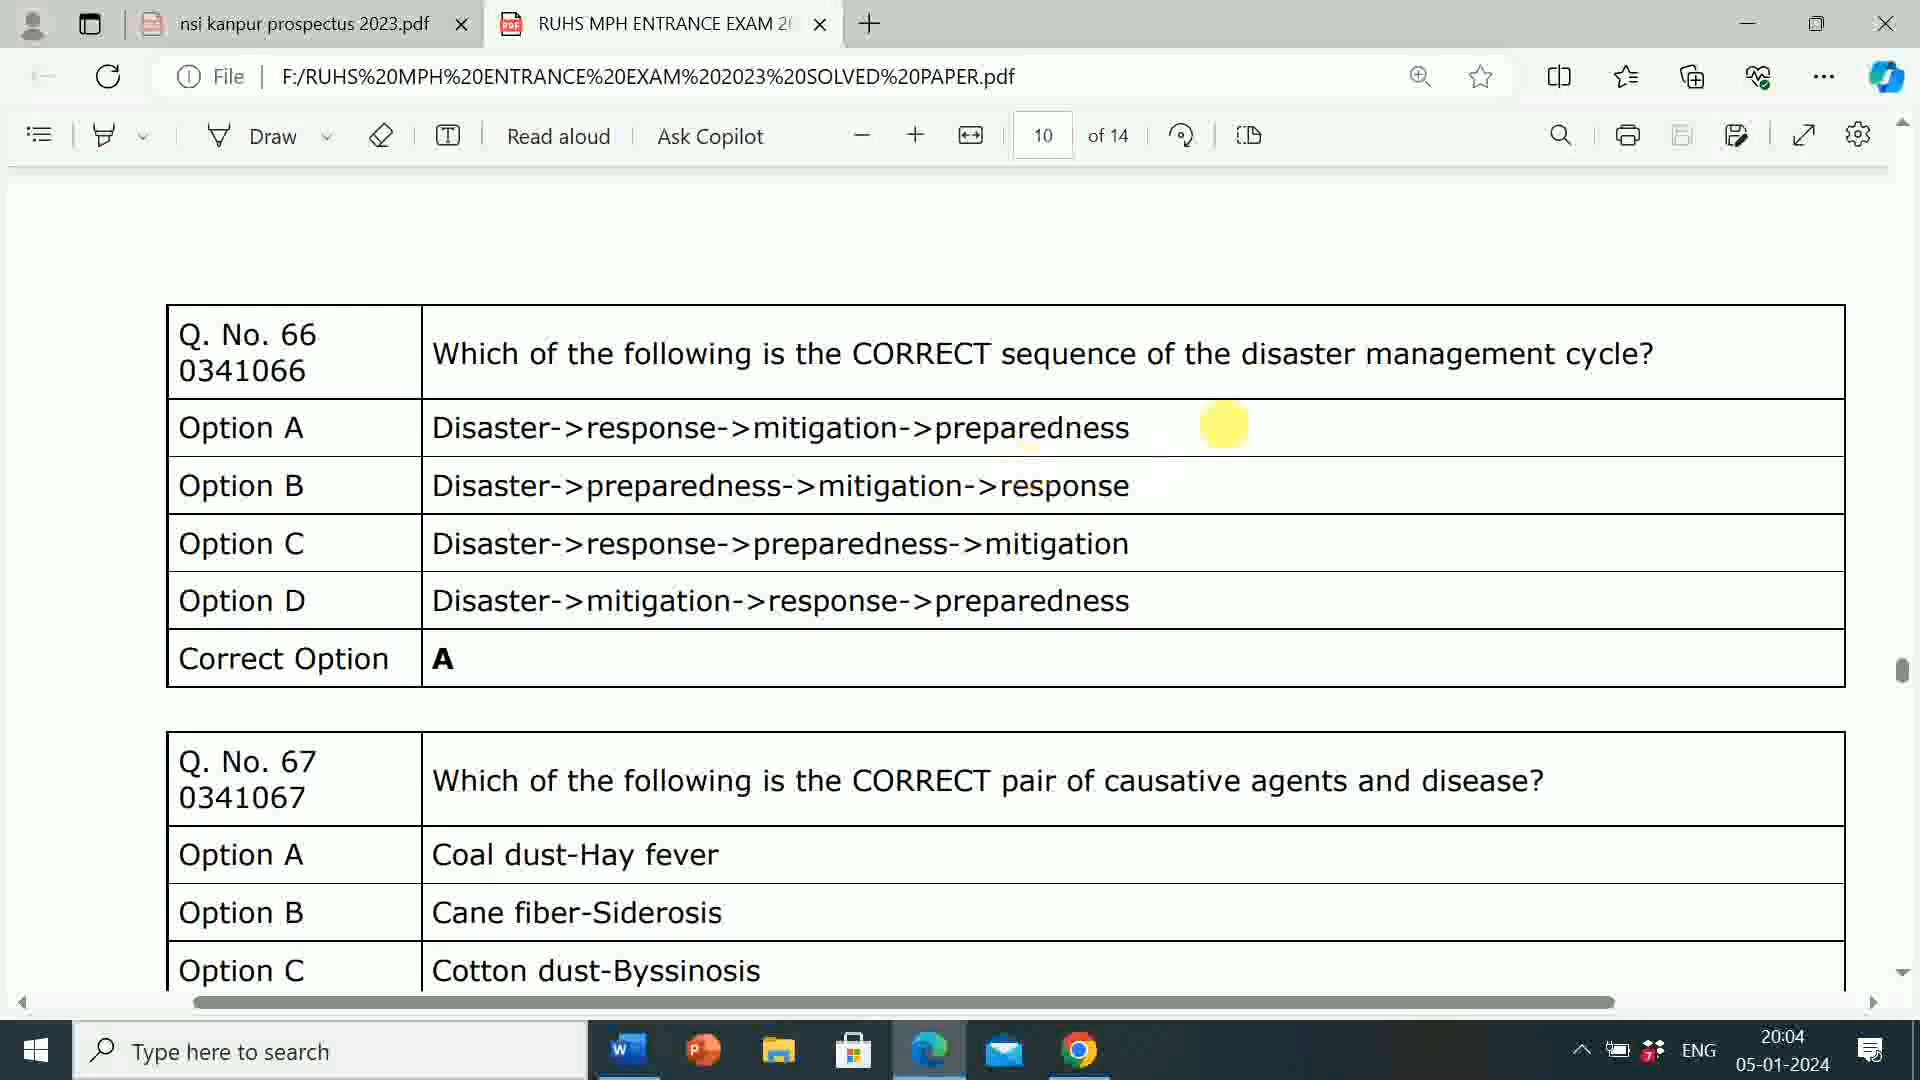 nsi kanpur prospectus 2023.pdf
RUHS MPH ENTRANCE EXAM
File
F:/RUHS%20MPH%20ENTRANCE%20EXAM%202023%20SOLVED%20PAPER.pdf
Draw
Read aloud
Ask Copilot
10 of 14
Q. No. 66
0341066
Which of the following is the CORRECT sequence of the disaster management cycle?
Option A Disaster->response->mitigation->preparedness
Option B Disaster->preparedness->mitigation->response
Option C Disaster->response->preparedness->mitigation
Option D Disaster->mitigation->response->preparedness
Correct Option A
Q. No. 67
0341067
Which of the following is the CORRECT pair of causative agents and disease?
Option A Coal dust-Hay fever
Option B Cane fiber-Siderosis
Option C Cotton dust-Byssinosis
Type here to search
ENG
20:04
05-01-2024